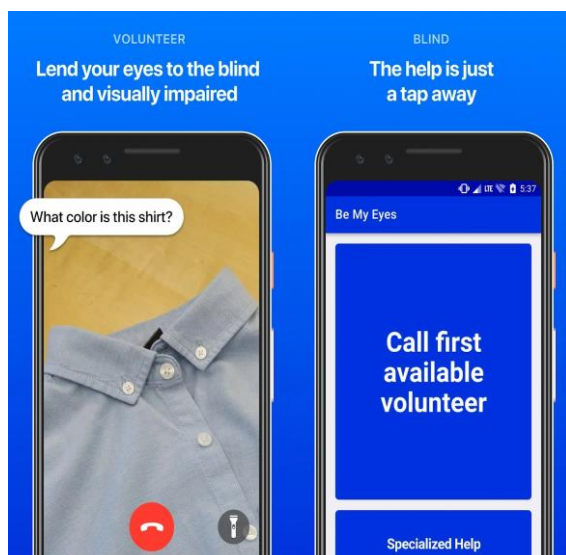 VOLUNTEER
Lend your eyes to the blind
and visually impaired
What color is this shirt?
BLIND
The help is just
a tap away
LTE 5:37
Be My Eyes
Call first
available
volunteer
Specialized Help